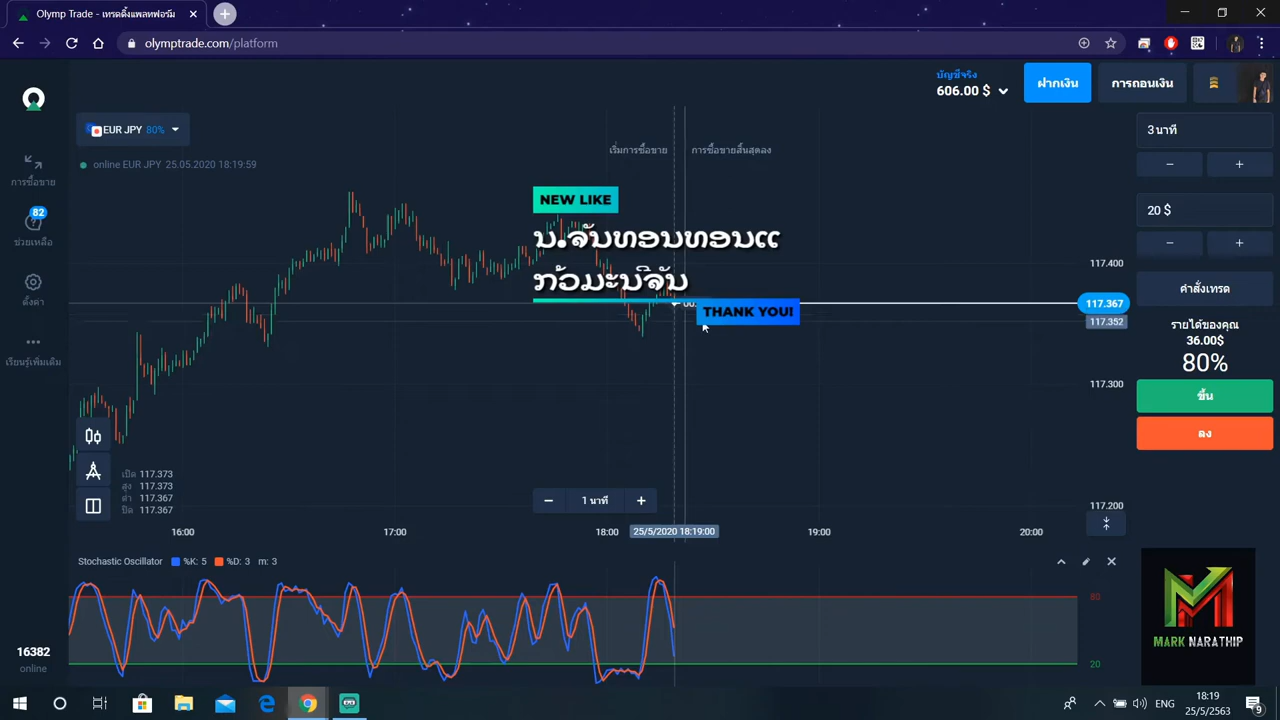 Olymp Trade - เทรดดิ้งแพลทฟอร์ม
olymptrade.com/platform
บัญชีจริง
606.00 $
ฝากเงิน
การถอนเงิน
EUR JPY 80%
online EUR JPY 25.05.2020 18:19:59
เริ่มการซื้อขาย
การซื้อขายสิ้นสุดลง
การซื้อขาย
82
ช่วยเหลือ
ตั้งค่า
เรียนรู้เพิ่มเติม
NEW LIKE
ນ.ຈັນທອນທອນແ
ກ້ວມະນີຈັນ
THANK YOU!
00:
117.400
117.367
117.352
117.300
117.200
3 นาที
20 $
คำสั่งเทรด
รายได้ของคุณ
36.00$
80%
ขึ้น
ลง
เปิด 117.373
สูง 117.373
ต่ำ 117.367
ปิด 117.367
1 นาที
16:00
17:00
18:00
25/5/2020 18:19:00
19:00
20:00
Stochastic Oscillator %K: 5 %D: 3 m: 3
80
20
MARK NARATHIP
16382
online
ENG
18:19
25/5/2563
9